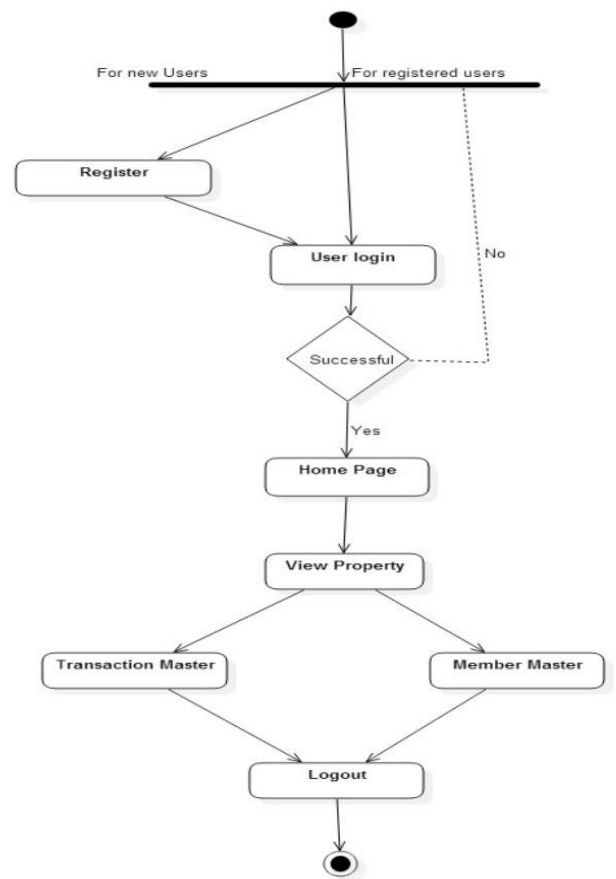 For new Users
For registered users
Register
User login
No
Successful
Yes
Home Page
View Property
Transaction Master
Member Master
Logout